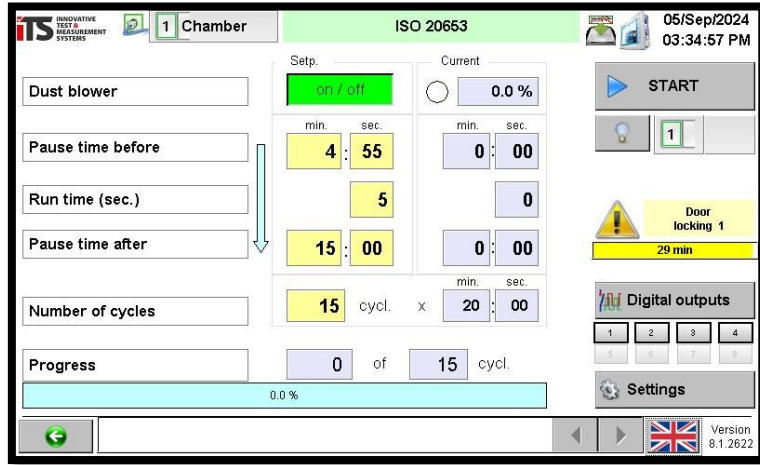 iTS INNOVATIVE TEST & MEASUREMENT SYSTEMS
1 Chamber
ISO 20653
05/Sep/2024
03:34:57 PM
Setp. Current
Dust blower on / off 0.0 %
START
min. sec. min. sec.
Pause time before 4 : 55 0 : 00
1
Run time (sec.) 5 0
Pause time after 15 : 00 0 : 00
Door
locking 1
29 min
min. sec.
Number of cycles 15 cycl. x 20 : 00
Digital outputs
1 2 3 4
5 6 7 8
Progress 0 of 15 cycl.
0.0 %
Settings
Version
8.1.2622